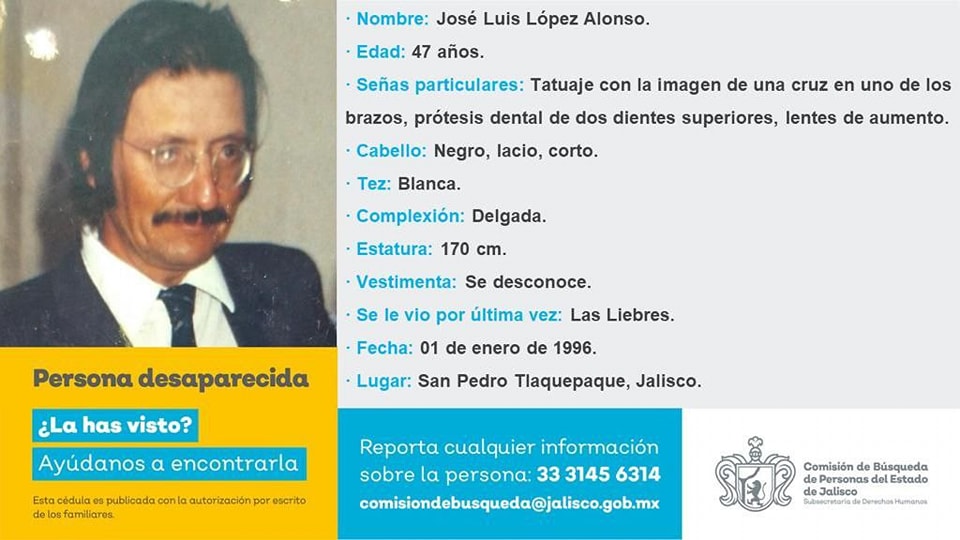 · Nombre: José Luis López Alonso.
· Edad: 47 años.
· Señas particulares: Tatuaje con la imagen de una cruz en uno de los
brazos, prótesis dental de dos dientes superiores, lentes de aumento.
· Cabello: Negro, lacio, corto.
· Tez: Blanca.
· Complexión: Delgada.
· Estatura: 170 cm.
· Vestimenta: Se desconoce.
· Se le vio por última vez: Las Liebres.
· Fecha: 01 de enero de 1996.
· Lugar: San Pedro Tlaquepaque, Jalisco.
Persona desaparecida
¿La has visto?
Ayúdanos a encontrarla
Esta cédula es publicada con la autorización por escrito
de los familiares.
Reporta cualquier información
sobre la persona: 33 3145 6314
comisiondebusqueda@jalisco.gob.mx
Comisión de Búsqueda
de Personas del Estado
de Jalisco
Subsecretaría de Derechos Humanos